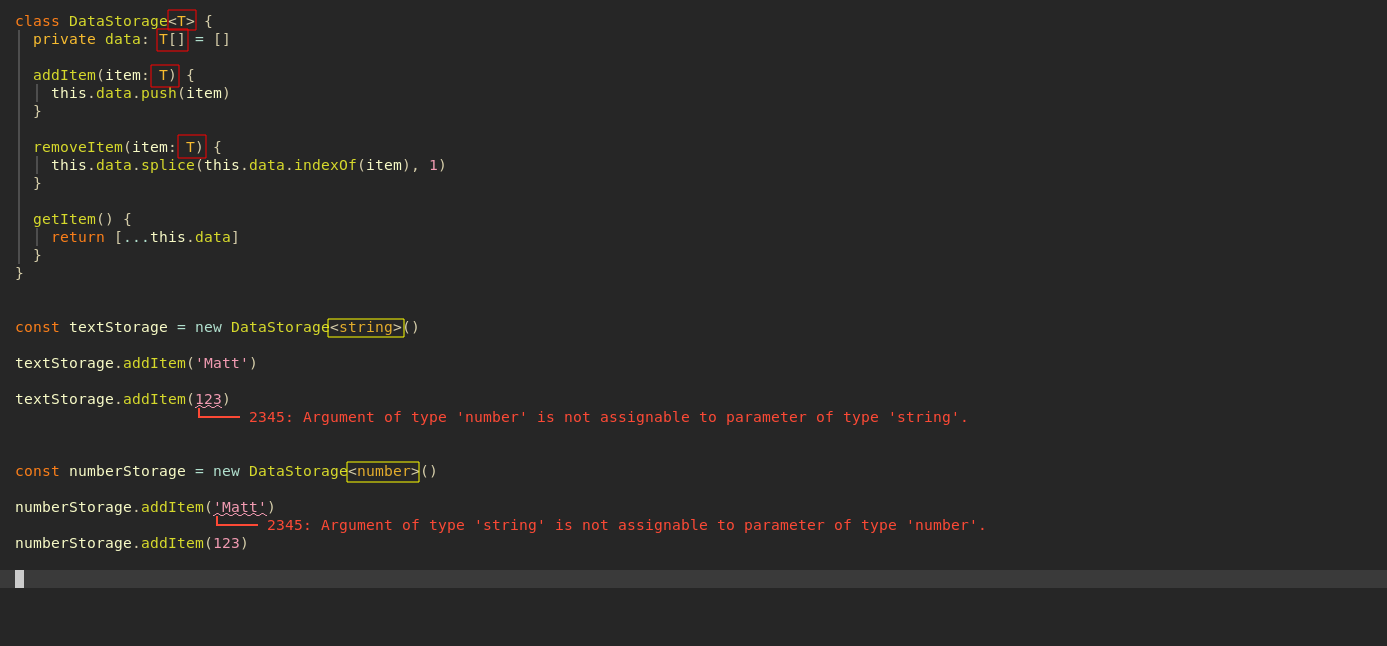 class DataStorage<T> {
private data: T[] = []
addItem(item: T) {
this.data.push(item)
}
removeItem(item: T) {
this.data.splice(this.data.indexOf(item), 1)
}
getItem() {
return [...this.data]
}
}
const textStorage = new DataStorage<string>()
textStorage.addItem('Matt')
textStorage.addItem(123)
2345: Argument of type 'number' is not assignable to parameter of type 'string'.
const numberStorage = new DataStorage<number>()
numberStorage.addItem('Matt')
2345: Argument of type 'string' is not assignable to parameter of type 'number'.
numberStorage.addItem(123)